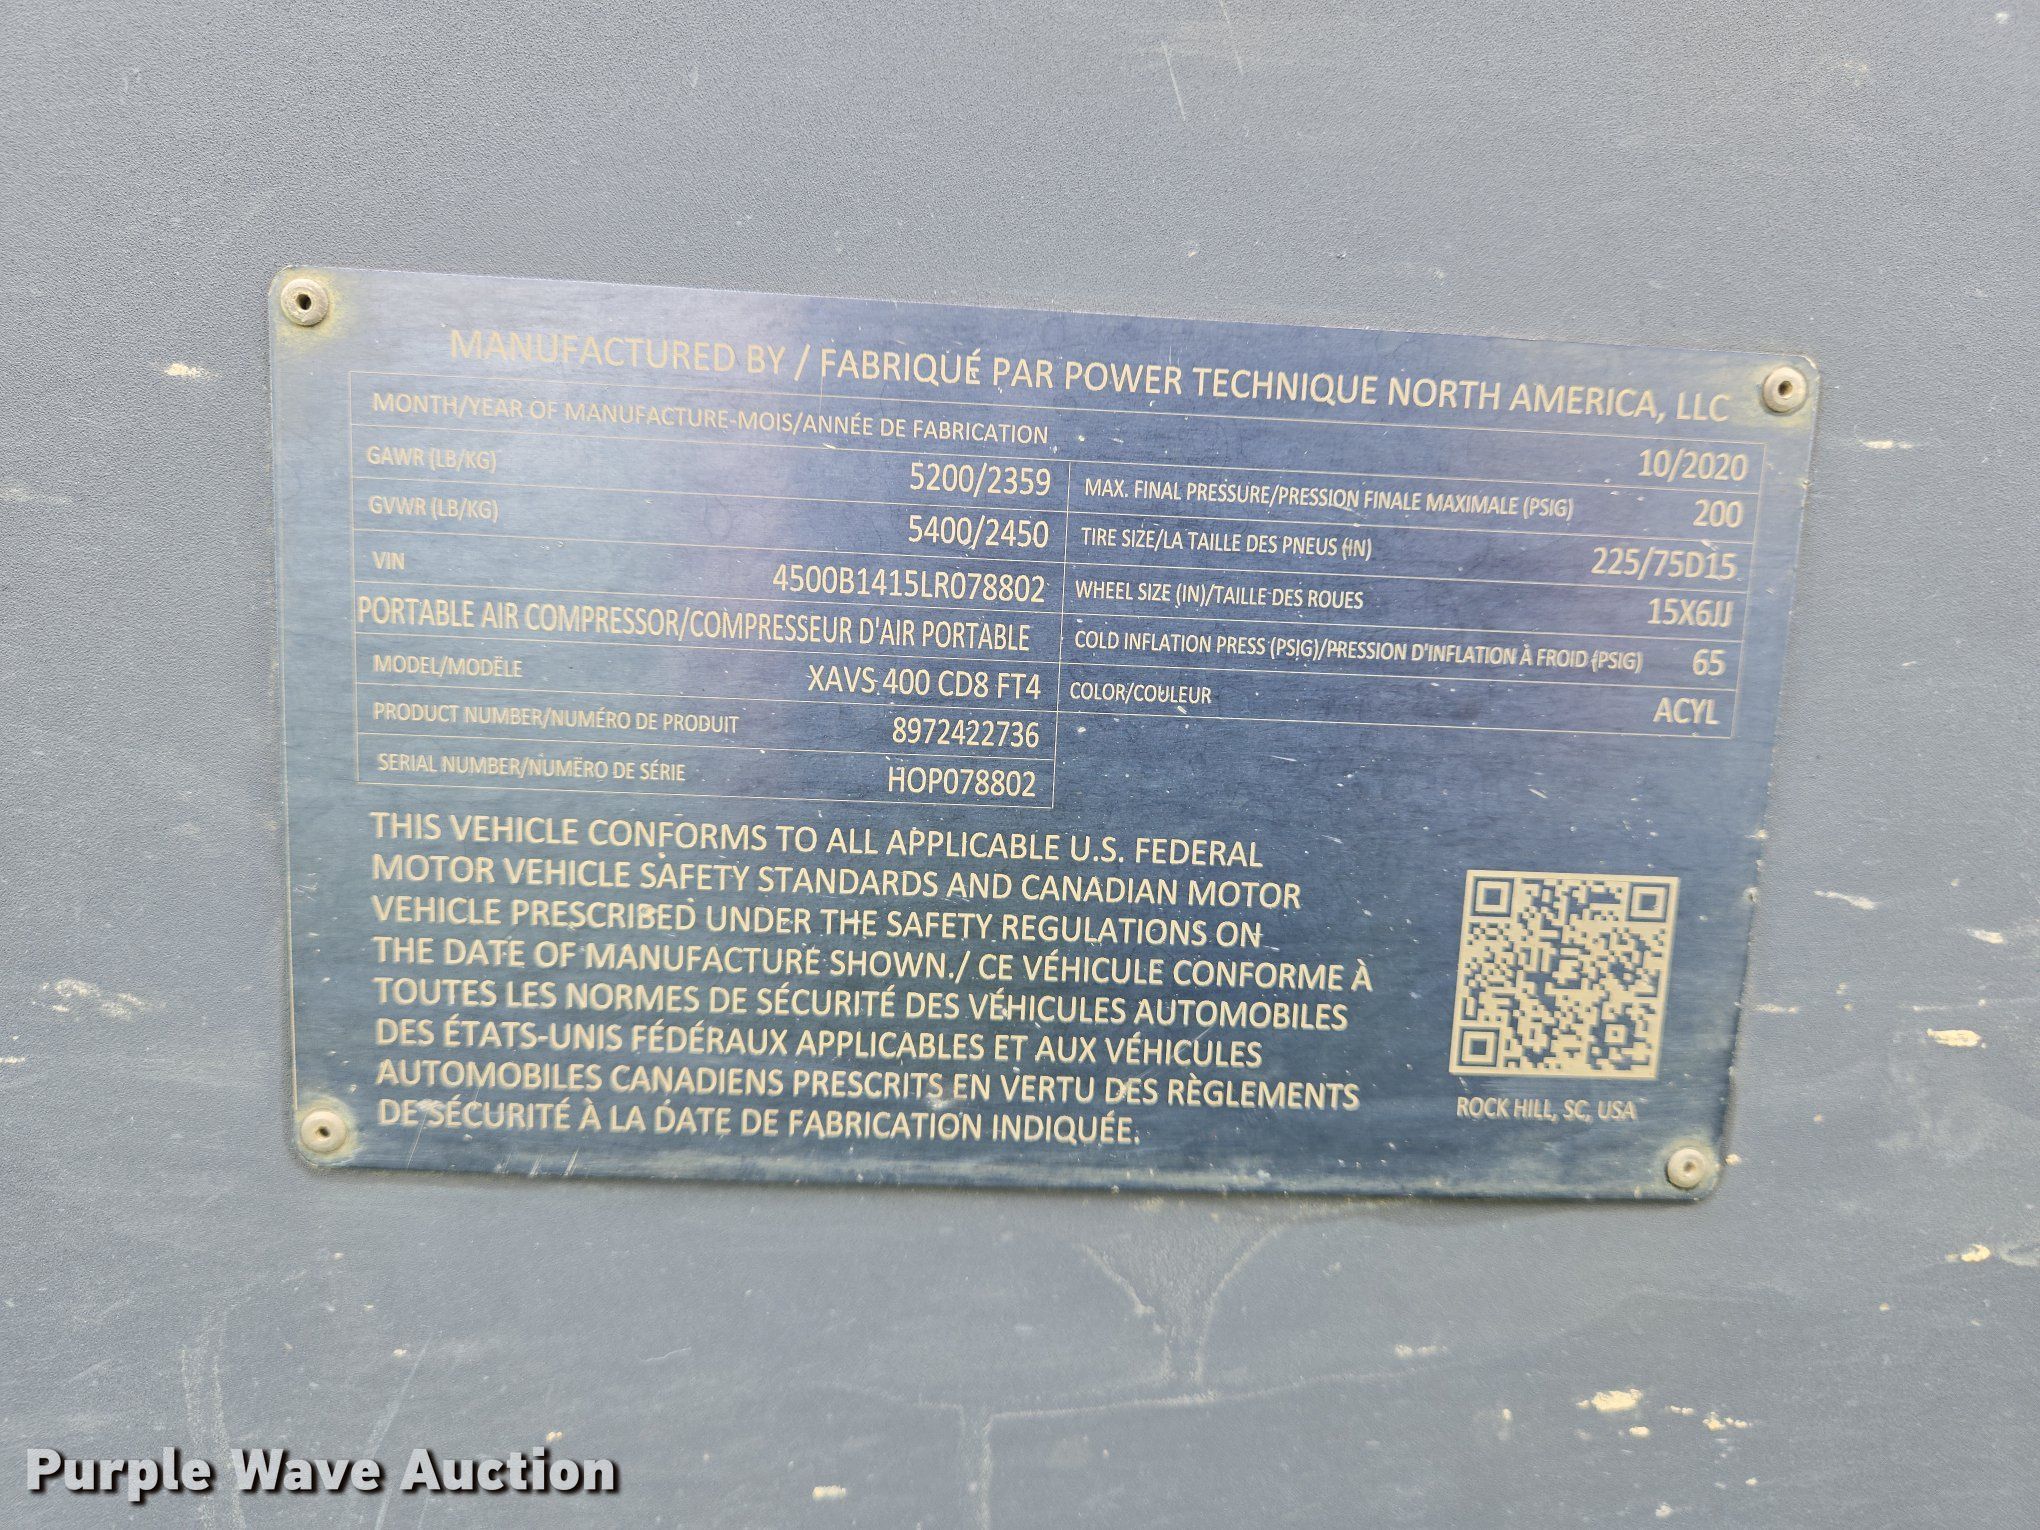 MANUFACTURED BY / FABRIQUÉ PAR POWER TECHNIQUE NORTH AMERICA, LLC
MONTH/YEAR OF MANUFACTURE-MOIS/ANNÉE DE FABRICATION 10/2020
GAWR (LB/KG) 5200/2359 MAX. FINAL PRESSURE/PRESSION FINALE MAXIMALE (PSIG) 200
GVWR (LB/KG) 5400/2450 TIRE SIZE/LA TAILLE DES PNEUS (IN) 225/75D15
VIN 4500B1415LR078802 WHEEL SIZE (IN)/TAILLE DES ROUES 15X6JJ
PORTABLE AIR COMPRESSOR/COMPRESSEUR D'AIR PORTABLE COLD INFLATION PRESS (PSIG)/PRESSION D'INFLATION À FROID (PSIG) 65
MODEL/MODËLE XAVS 400 CD8 FT4 COLOR/COULEUR ACYL
PRODUCT NUMBER/NUMÉRO DE PRODUIT 8972422736
SERIAL NUMBER/NUMËRO DE SÉRIE HOP078802
THIS VEHICLE CONFORMS TO ALL APPLICABLE U.S. FEDERAL
MOTOR VEHICLE SAFETY STANDARDS AND CANADIAN MOTOR
VEHICLE PRESCRIBED UNDER THE SAFETY REGULATIONS ON
THE DATE OF MANUFACTURE SHOWN./ CE VÉHICULE CONFORME À
TOUTES LES NORMES DE SÉCURITÉ DES VÉHICULES AUTOMOBILES
DES ÉTATS-UNIS FÉDÉRAUX APPLICABLES ET AUX VÉHICULES
AUTOMOBILES CANADIENS PRESCRITS EN VERTU DES RÈGLEMENTS
DE SÉCURITÉ À LA DATE DE FABRICATION INDIQUÉE.
ROCK HILL, SC, USA
Purple Wave Auction